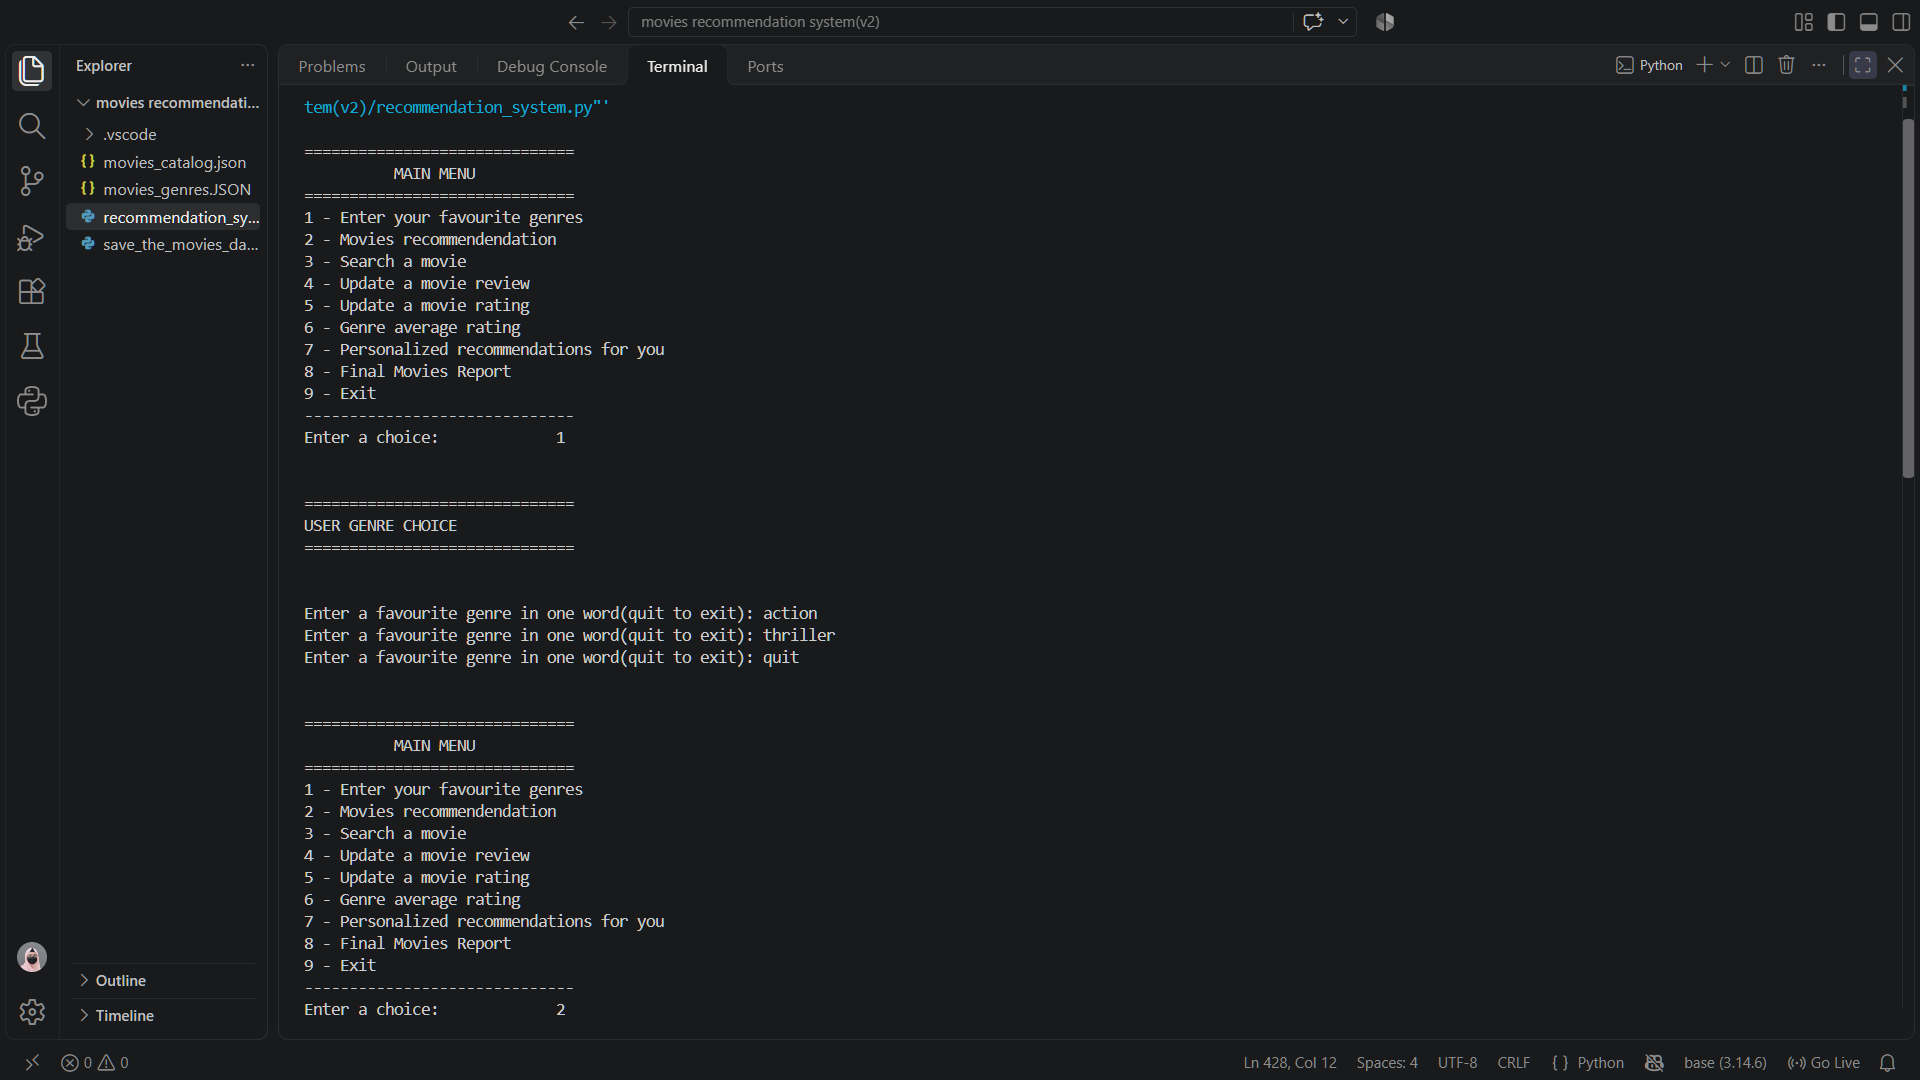 movies recommendation system(v2)
Explorer
movies recommendati...
.vscode
movies_catalog.json
movies_genres.JSON
recommendation_sy...
save_the_movies_da...
Outline
Timeline
Problems
Output
Debug Console
Terminal
Ports
Python
tem(v2)/recommendation_system.py"'
==============================
MAIN MENU
==============================
1 - Enter your favourite genres
2 - Movies recommendendation
3 - Search a movie
4 - Update a movie review
5 - Update a movie rating
6 - Genre average rating
7 - Personalized recommendations for you
8 - Final Movies Report
9 - Exit
------------------------------
Enter a choice: 1
==============================
USER GENRE CHOICE
==============================
Enter a favourite genre in one word(quit to exit): action
Enter a favourite genre in one word(quit to exit): thriller
Enter a favourite genre in one word(quit to exit): quit
==============================
MAIN MENU
==============================
1 - Enter your favourite genres
2 - Movies recommendendation
3 - Search a movie
4 - Update a movie review
5 - Update a movie rating
6 - Genre average rating
7 - Personalized recommendations for you
8 - Final Movies Report
9 - Exit
------------------------------
Enter a choice: 2
0 0
Ln 428, Col 12
Spaces: 4
UTF-8
CRLF
{ } Python
base (3.14.6)
Go Live